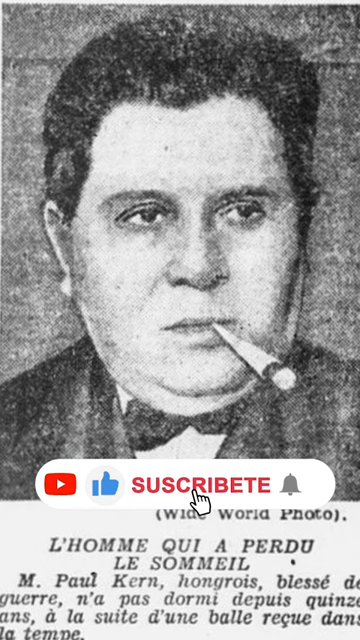 SUSCRIBETE
(Wide World Photo).
L'HOMME QUI A PERDU
LE SOMMEIL
M. Paul Kern, hongrois, blessé de
guerre, n'a pas dormi depuis quinze
ans, à la suite d'une balle reçue dans
la tempe.